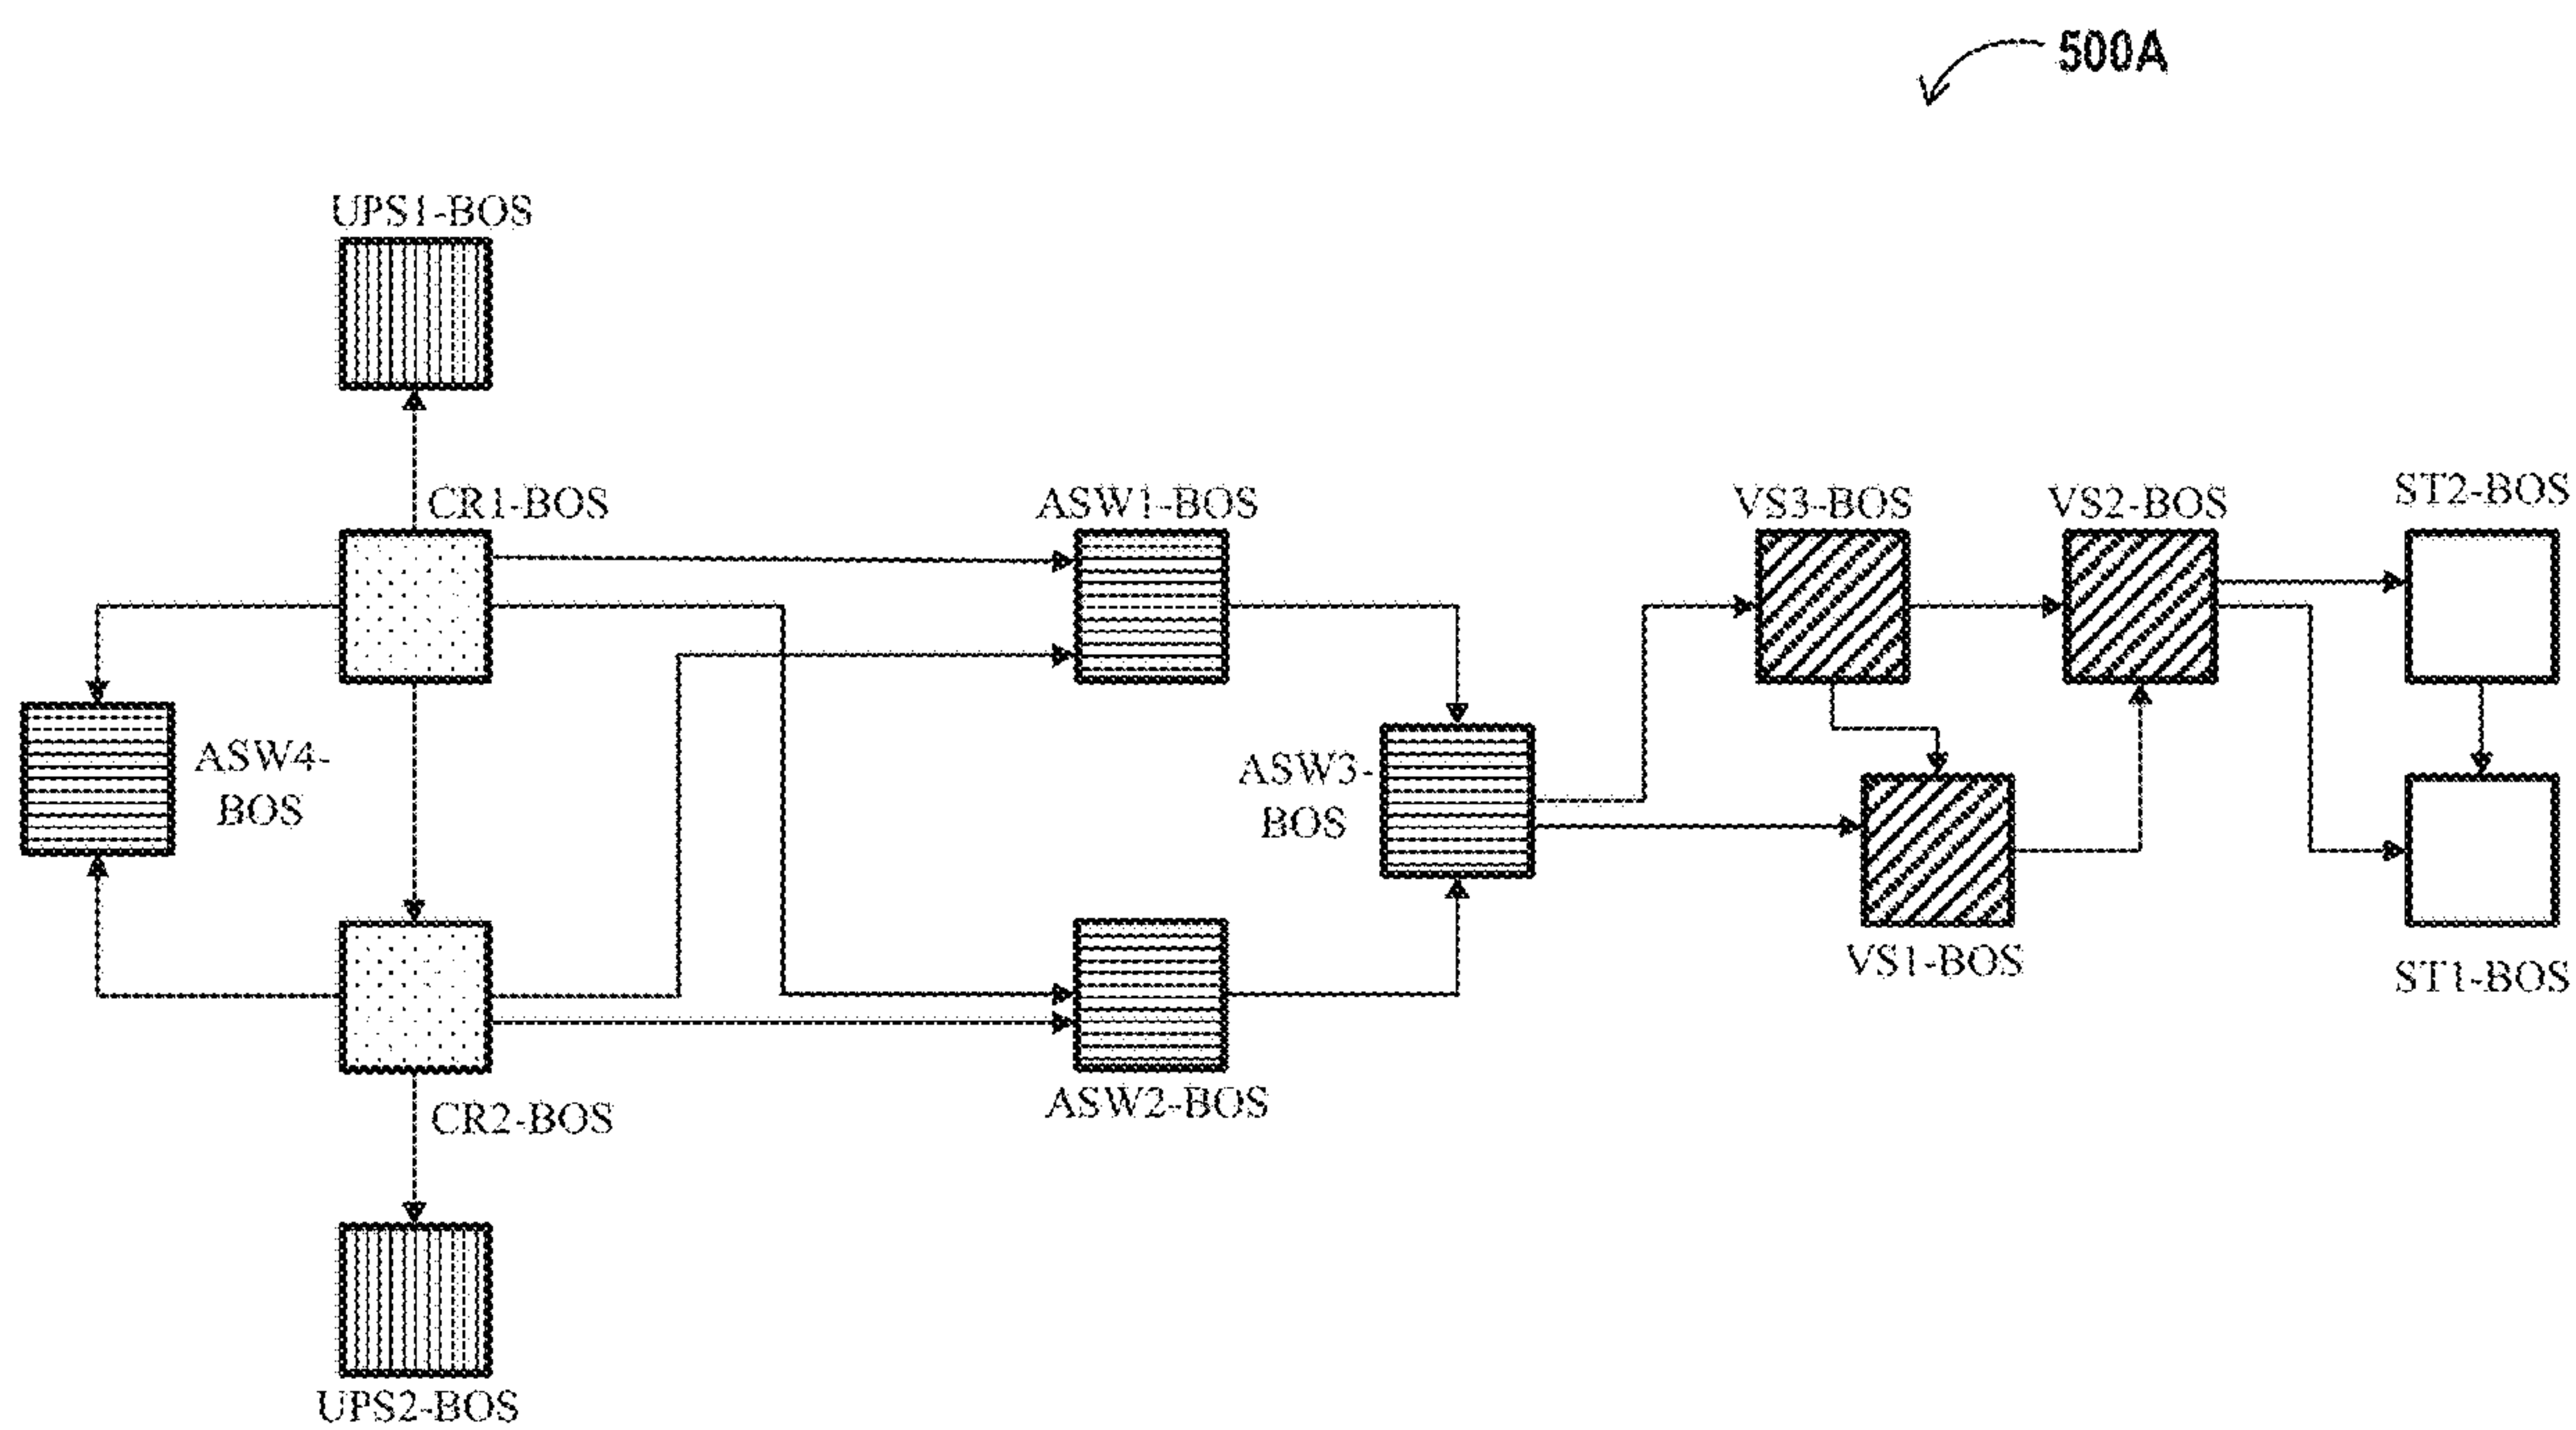 500A
UPS1-BOS
CR1-BOS
ASW1-BOS
VS3-BOS
VS2-BOS
ST2-BOS
ASW4-
BOS
ASW3-
BOS
VS1-BOS
ST1-BOS
CR2-BOS
ASW2-BOS
UPS2-BOS